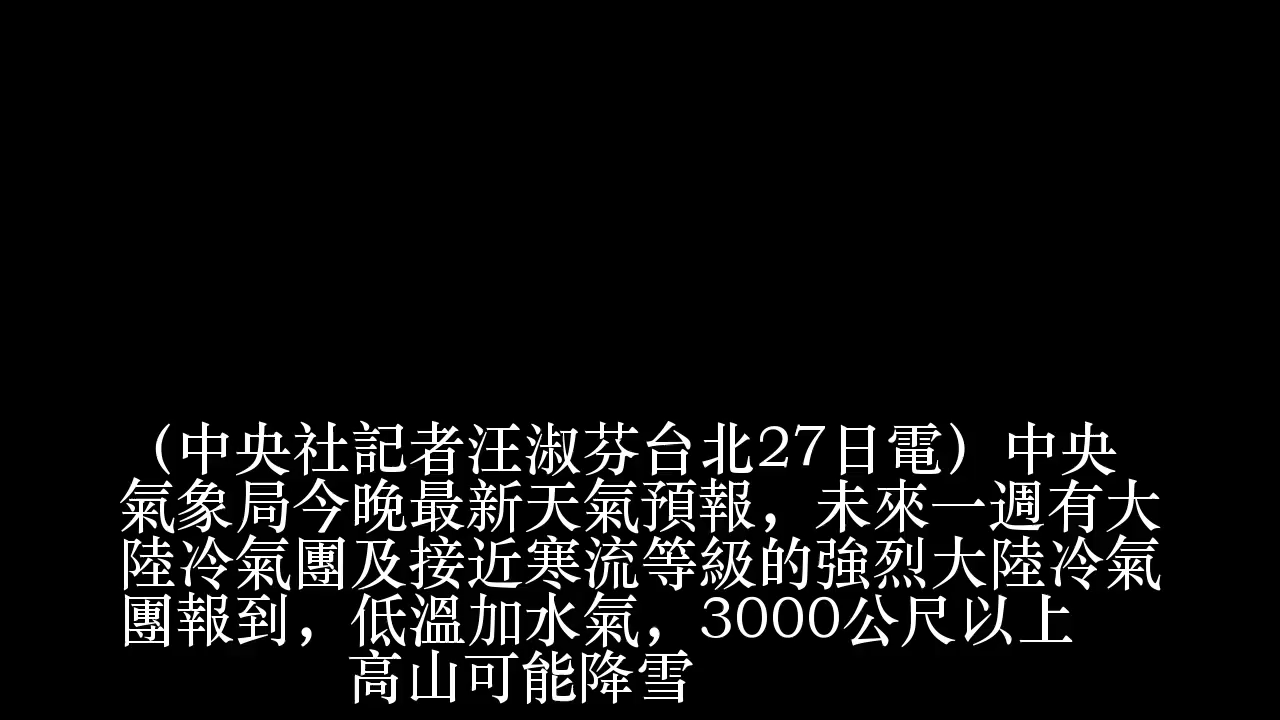 （中央社記者汪淑芬台北27日電）中央
氣象局今晚最新天氣預報，未來一週有大
陸冷氣團及接近寒流等級的強烈大陸冷氣
團報到，低溫加水氣，3000公尺以上
高山可能降雪